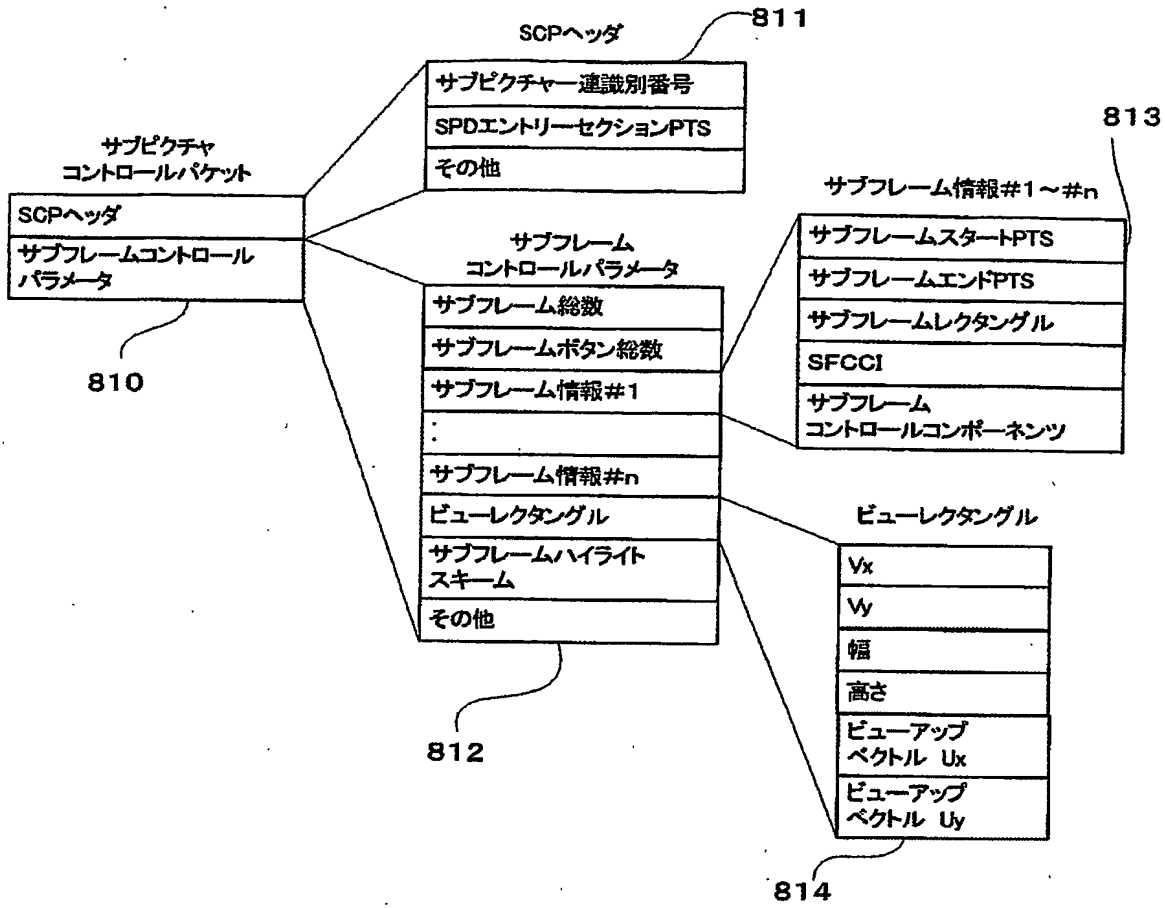 811
SCPヘッダ
サブピクチャ一連識別番号
SPDエントリーセクションPTS
その他
サブピクチャ
コントロールパケット
SCPヘッダ
サブフレームコントロール
パラメータ
810
サブフレーム
コントロールパラメータ
サブフレーム総数
サブフレームボタン総数
サブフレーム情報#1
:
サブフレーム情報#n
ビューレクタングル
サブフレームハイライト
スキーム
その他
812
813
サブフレーム情報#1～#n
サブフレームスタートPTS
サブフレームエンドPTS
サブフレームレクタングル
SFCCI
サブフレーム
コントロールコンポーネンツ
ビューレクタングル
Vx
Vy
幅
高さ
ビューアップ
ベクトル Ux
ビューアップ
ベクトル Uy
814